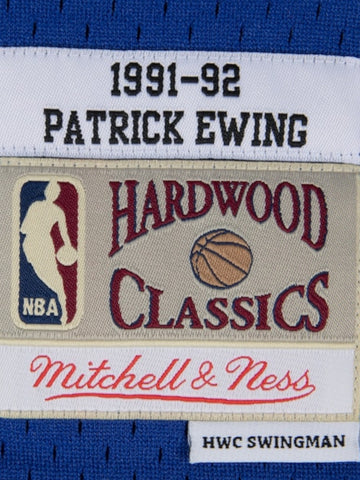 1991-92
PATRICK EWING
HARDWOOD
CLASSICS
NBA
Mitchell & Ness
HWC SWINGMAN